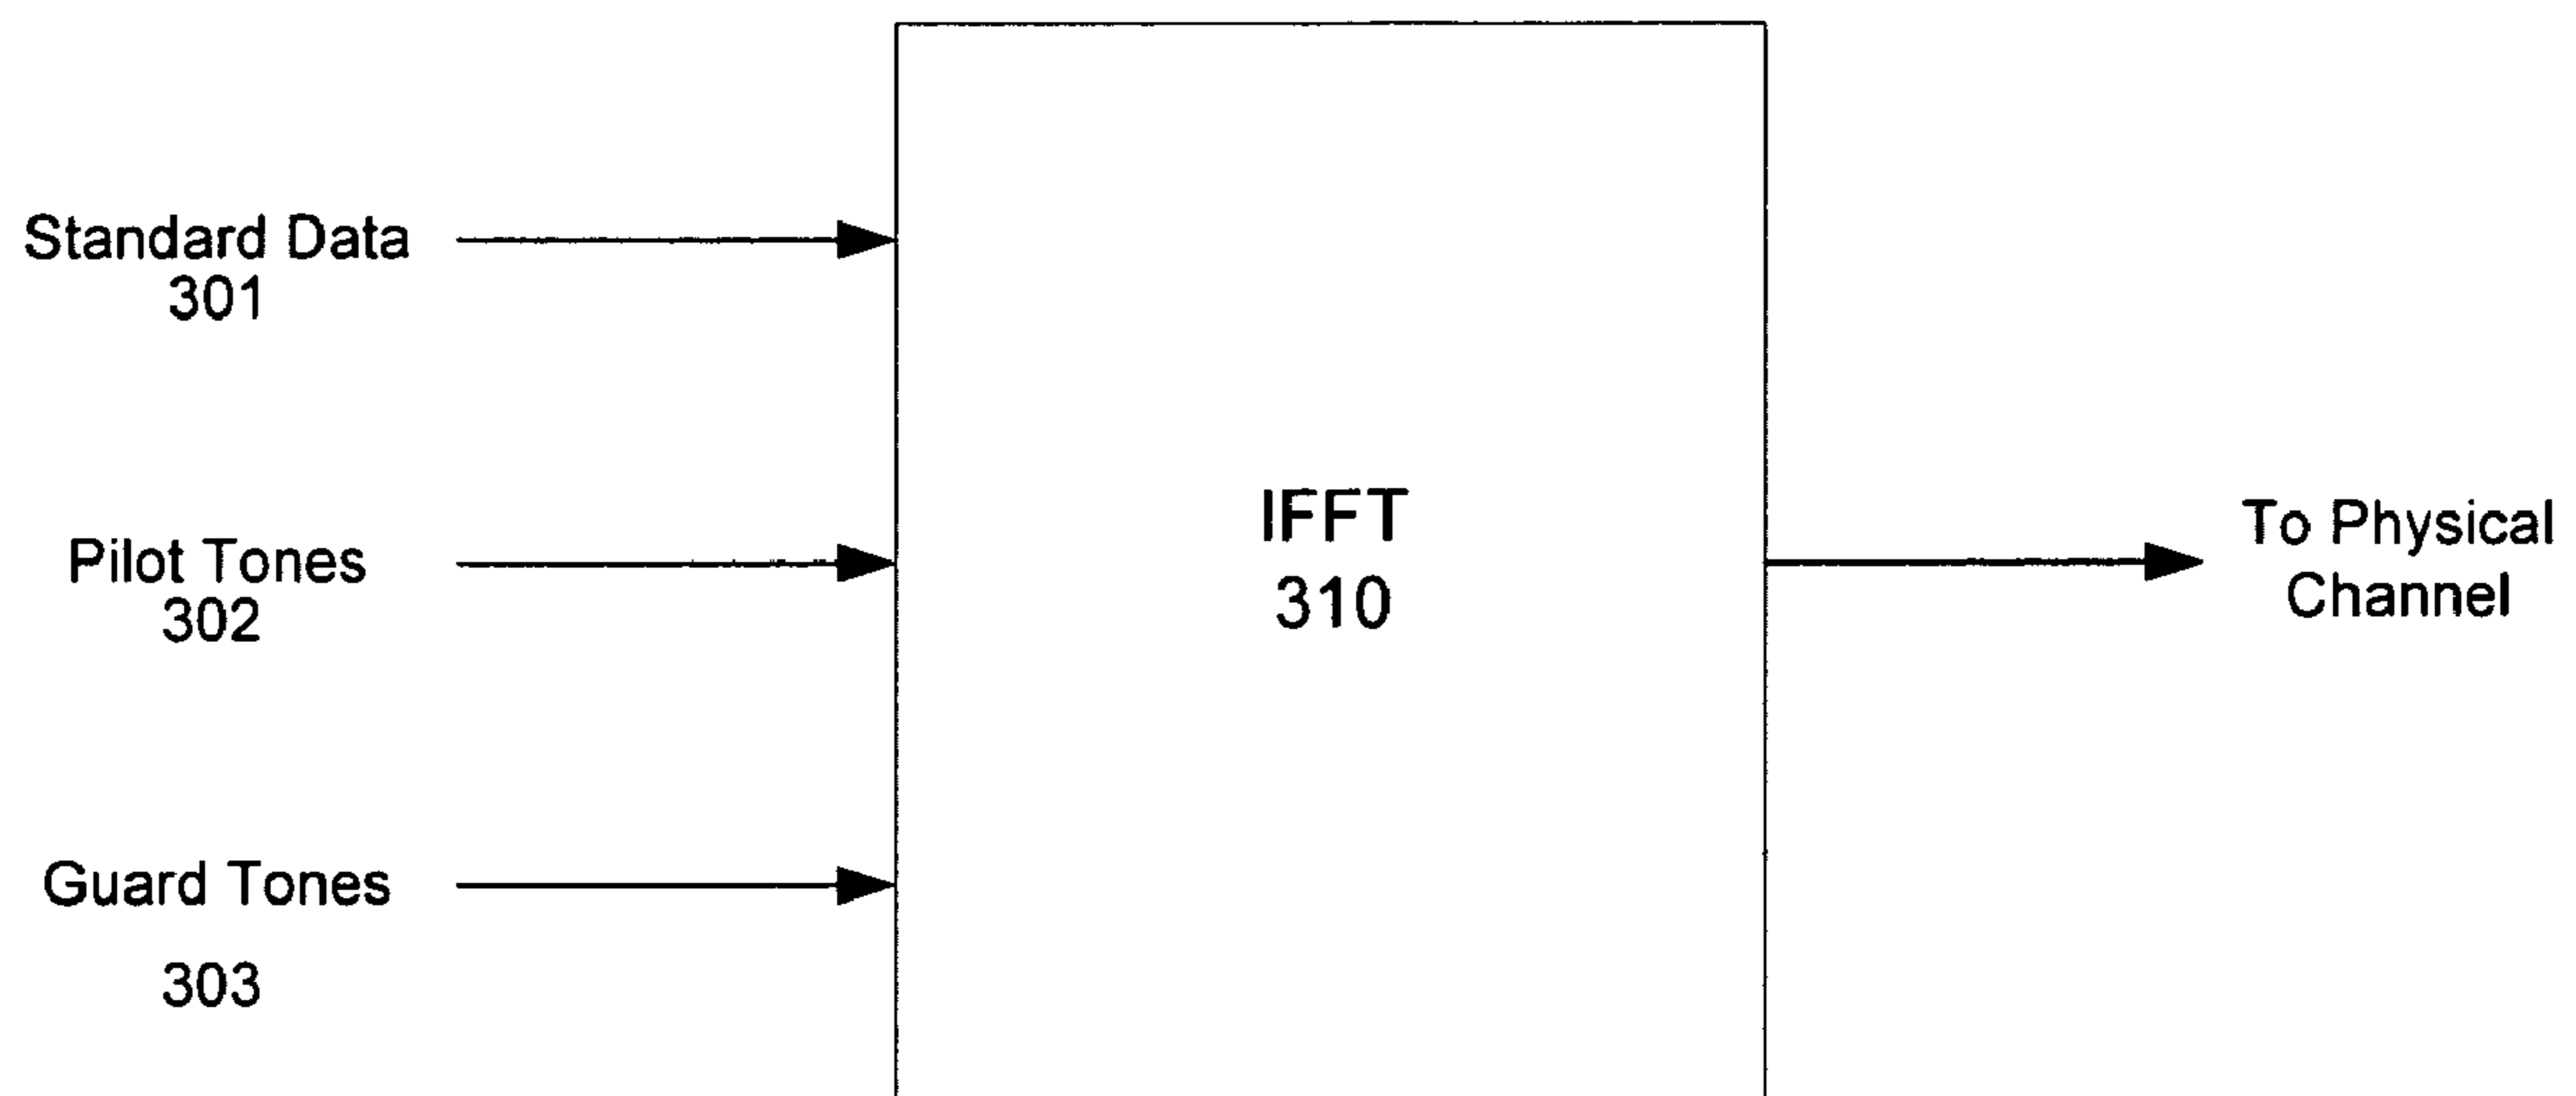 Standard Data
301
Pilot Tones
302
Guard Tones
303
IFFT
310
To Physical
Channel